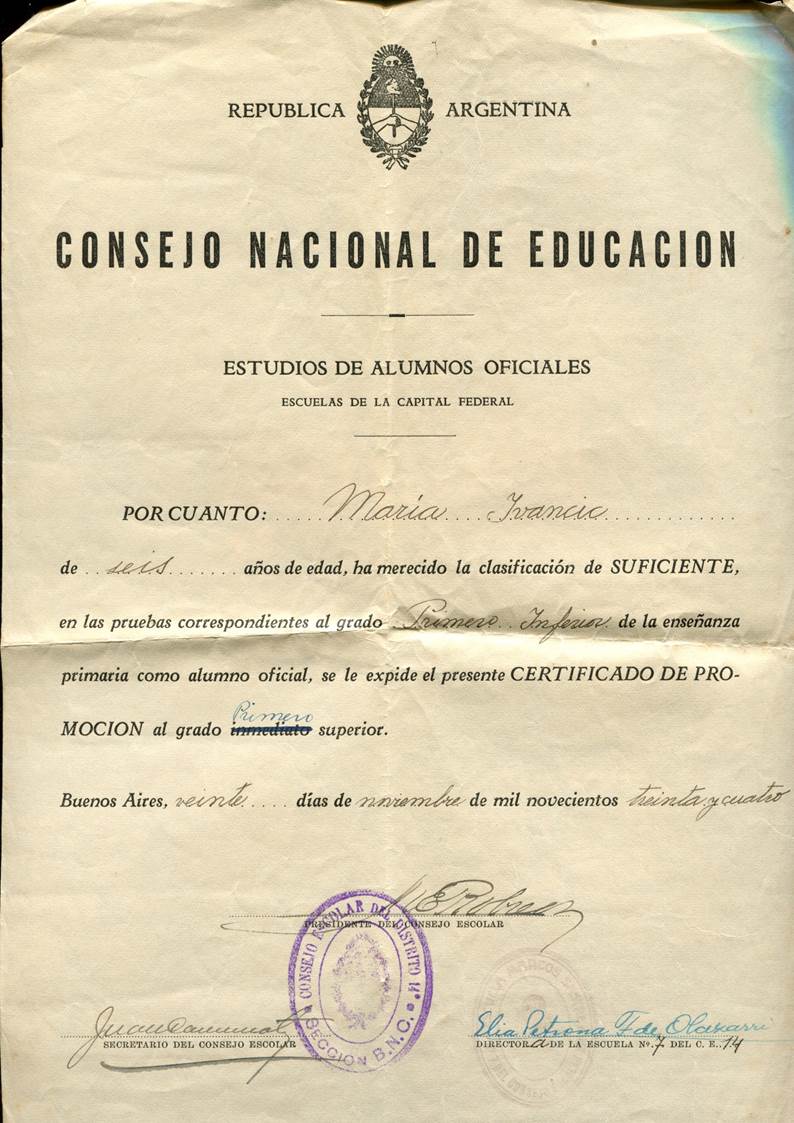 REPUBLICA ARGENTINA
CONSEJO NACIONAL DE EDUCACION
ESTUDIOS DE ALUMNOS OFICIALES
ESCUELAS DE LA CAPITAL FEDERAL
POR CUANTO: María Ivancic
de seis años de edad, ha merecido la clasificación de SUFICIENTE,
en las pruebas correspondientes al grado Primero Inferior de la enseñanza
primaria como alumno oficial, se le expide el presente CERTIFICADO DE PRO-
Primero
MOCION al grado inmediato superior.
Buenos Aires, veinte días de noviembre de mil novecientos treinta y cuatro
PRESIDENTE DEL CONSEJO ESCOLAR
CONSEJO ESCOLAR DEL DISTRITO 14º
SECCION B.N.C.
Juan
SECRETARIO DEL CONSEJO ESCOLAR
Elia Petrona F de Olazarri
DIRECTORa DE LA ESCUELA Nº. 7 DEL C. E. 14